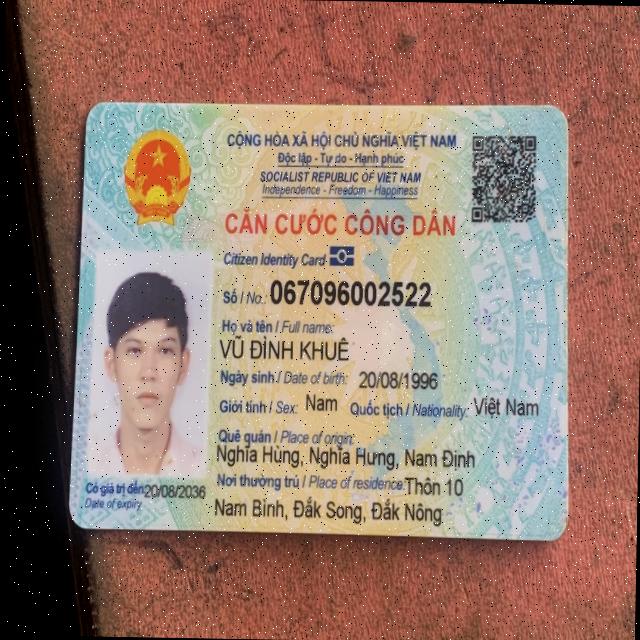 CỘNG HÒA XÃ HỘI CHỦ NGHĨA VIỆT NAM
Độc lập - Tự do - Hạnh phúc
SOCIALIST REPUBLIC OF VIET NAM
Independence - Freedom - Happiness
CĂN CƯỚC CÔNG DÂN
Citizen Identity Card
Số / No.: 067096002522
Họ và tên / Full name:
VŨ ĐÌNH KHUÊ
Ngày sinh / Date of birth: 20/08/1996
Giới tính / Sex: Nam Quốc tịch / Nationality: Việt Nam
Quê quán / Place of origin:
Nghĩa Hùng, Nghĩa Hưng, Nam Định
Nơi thường trú / Place of residence: Thôn 10
Nam Bình, Đắk Song, Đắk Nông
Có giá trị đến: 20/08/2036
Date of expiry